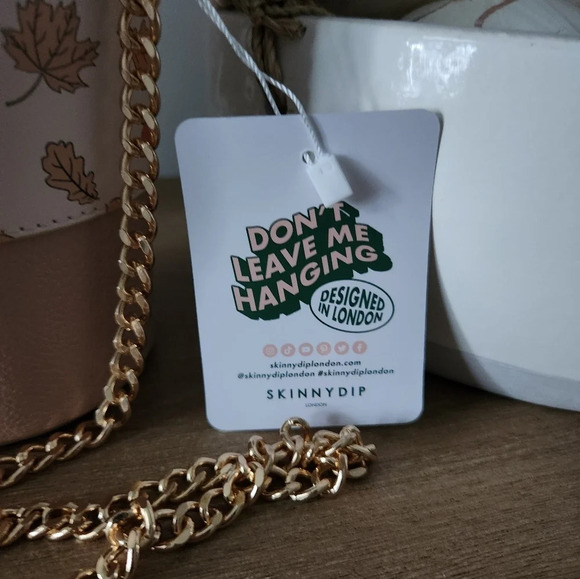 DON'T
LEAVE ME
HANGING
DESIGNED
IN LONDON
skinnydiplondon.com
@skinnydiplondon #skinnydiplondon
SKINNYDIP
LONDON